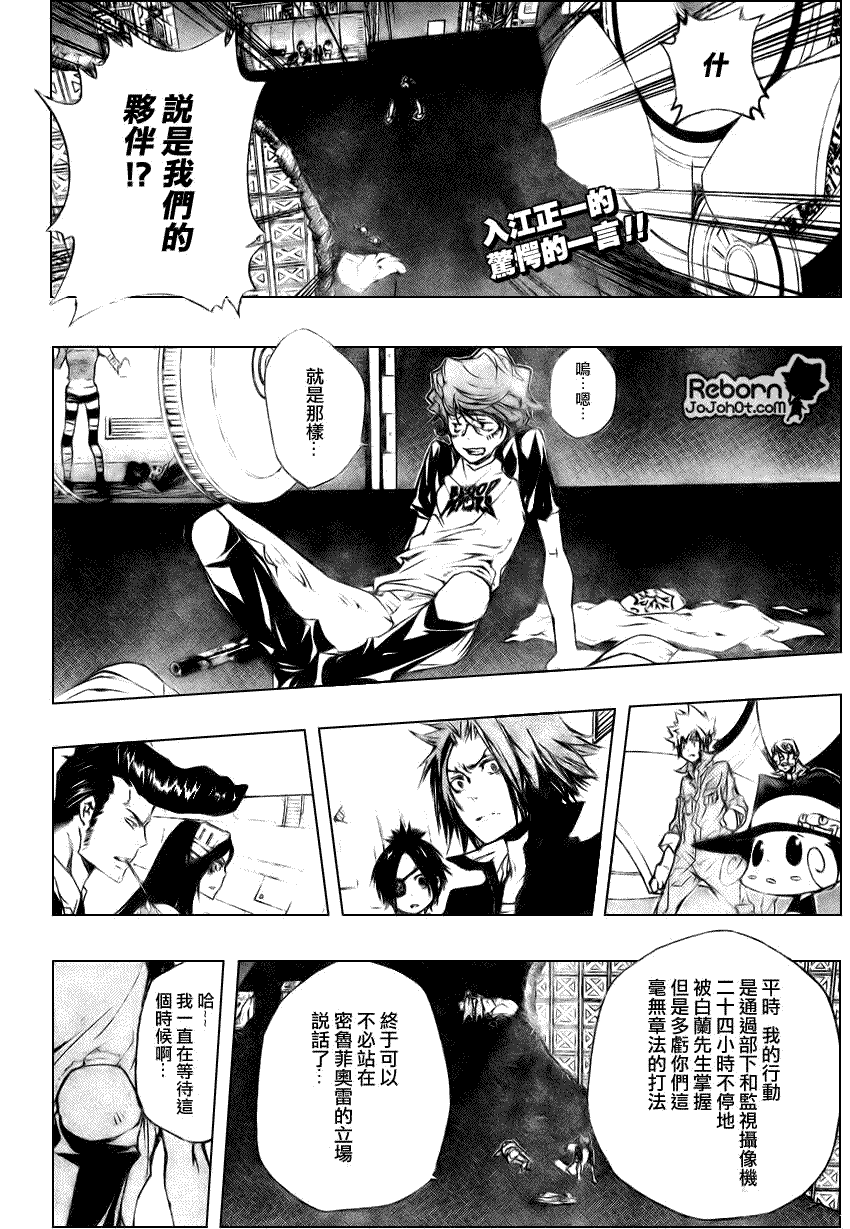 什
說是我們的
夥伴!?
入江正一的
驚愕的一言!!
嗚…嗯…
就是那樣…
Reborn
JoJohOt.com
平時 我的行動
是通過部下和監視攝像機
二十四小時不停地
被白蘭先生掌握
但是多虧你們這
毫無章法的打法
終于可以
不必站在
密魯菲奧雷的立場
說話了…
哈~~
我一直在等待這
個時候啊…